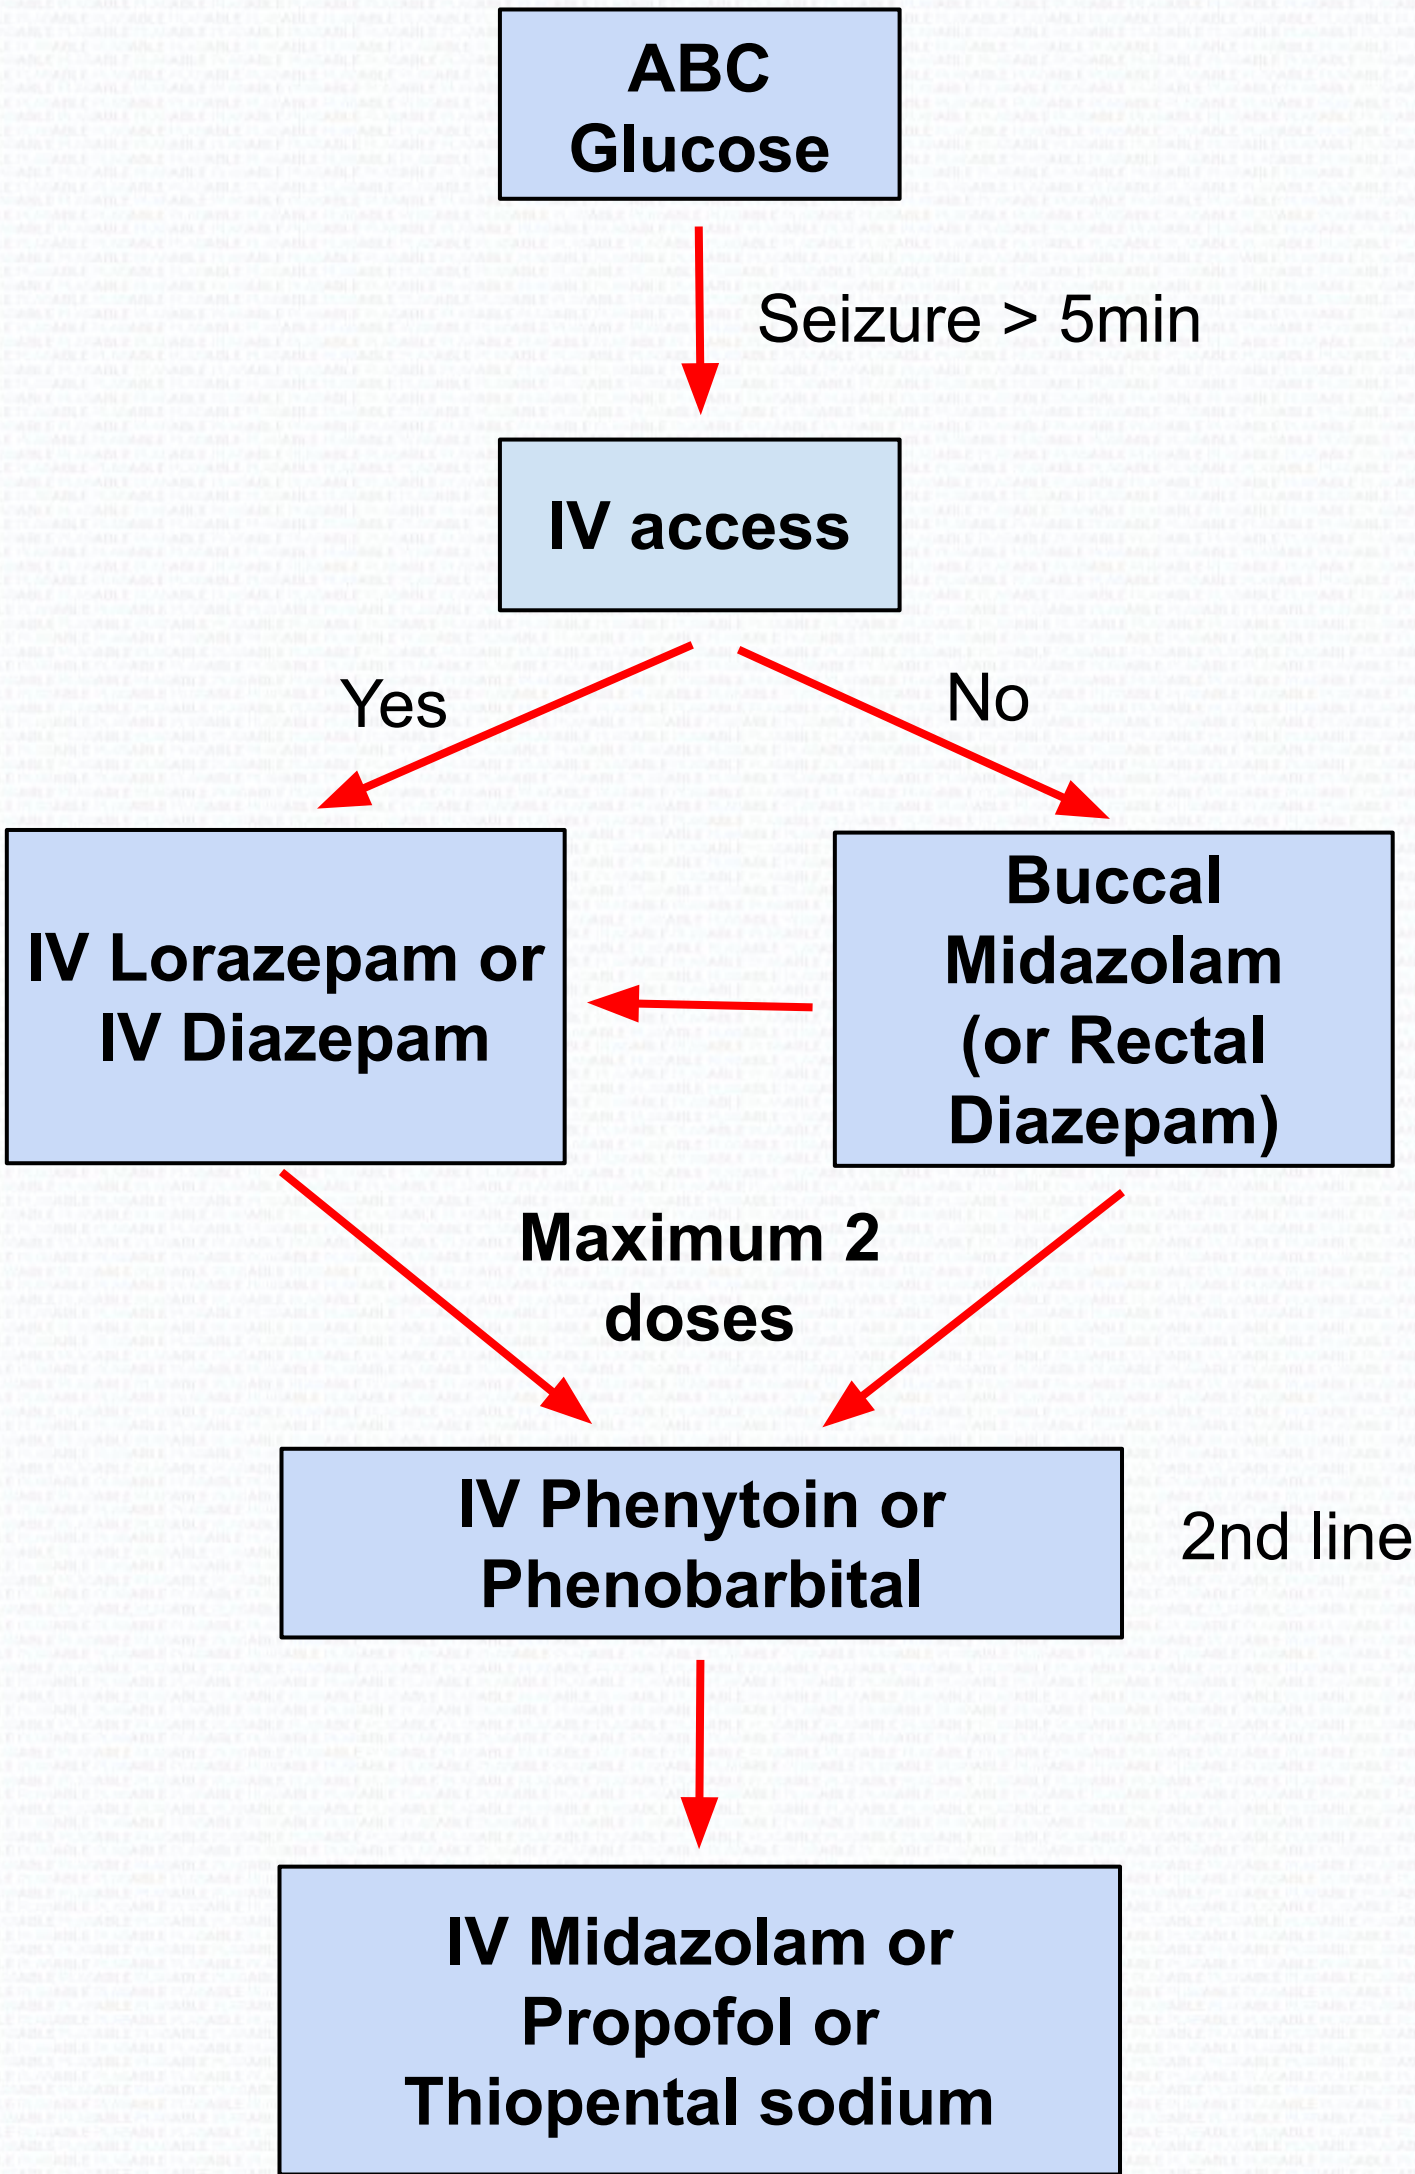 ABC
Glucose
Seizure > 5min
IV access
Yes
No
IV Lorazepam or
IV Diazepam
Buccal
Midazolam
(or Rectal
Diazepam)
Maximum 2
doses
IV Phenytoin or
Phenobarbital
2nd line
IV Midazolam or
Propofol or
Thiopental sodium